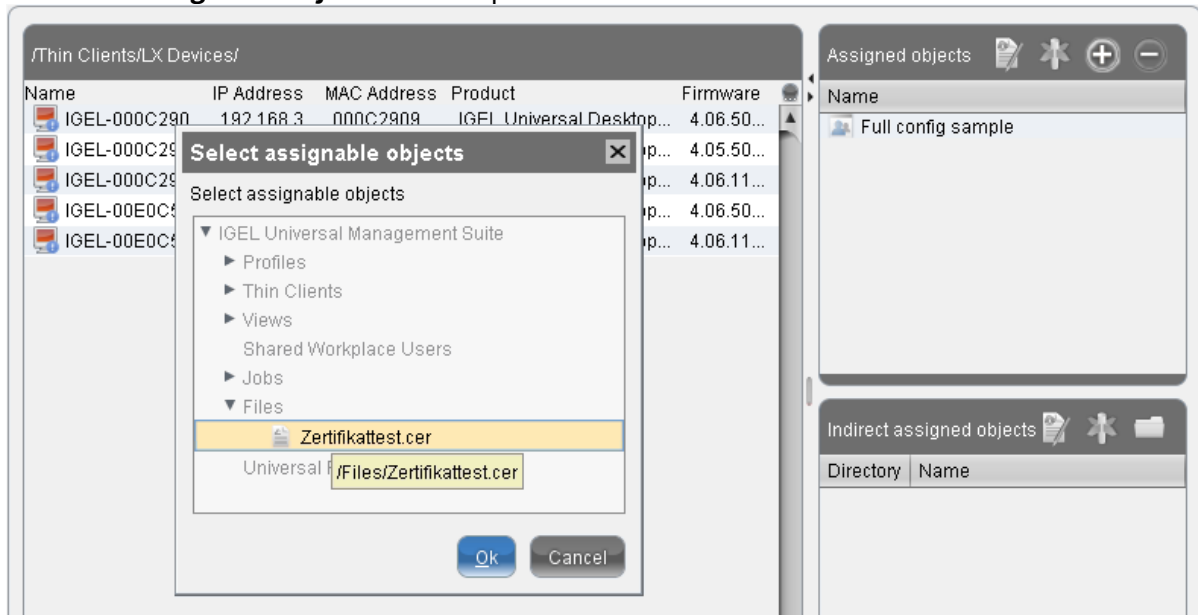 /Thin Clients/LX Devices/
Name IP Address MAC Address Product Firmware
IGEL-000C290 192.168.3 000C2909 IGEL Universal Desktop... 4.06.50...
IGEL-000C29 4.05.50...
IGEL-000C29 4.06.11...
IGEL-00E0C5 4.06.50...
IGEL-00E0C5 4.06.11...
Select assignable objects
Select assignable objects
IGEL Universal Management Suite
Profiles
Thin Clients
Views
Shared Workplace Users
Jobs
Files
Zertifikattest.cer
Universal
/Files/Zertifikattest.cer
Ok Cancel
Assigned objects
Name
Full config sample
Indirect assigned objects
Directory Name